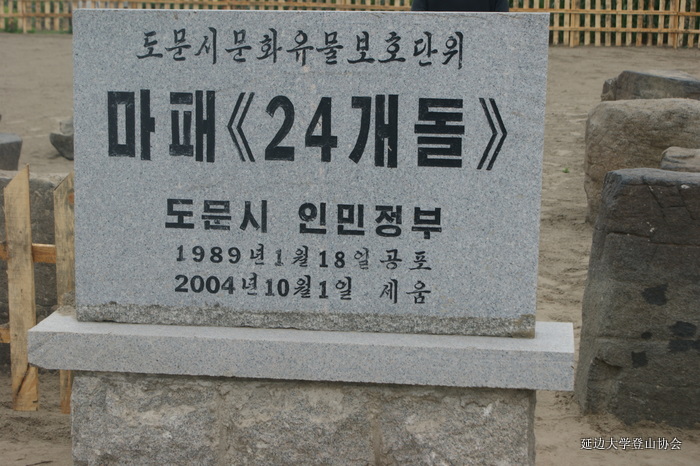 도문시문화유물보호단위
마패《24개돌》
도문시 인민정부
1989년1월18일공포
2004년10월1일 세움
延边大学登山协会